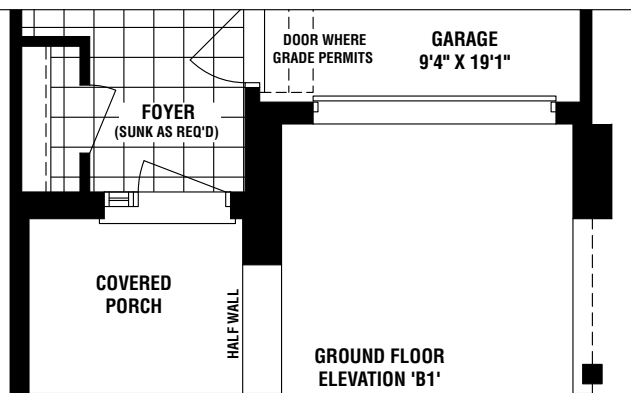 DOOR WHERE
GRADE PERMITS
GARAGE
9'4" X 19'1"
FOYER
(SUNK AS REQ'D)
COVERED
PORCH
HALF WALL
GROUND FLOOR
ELEVATION 'B1'